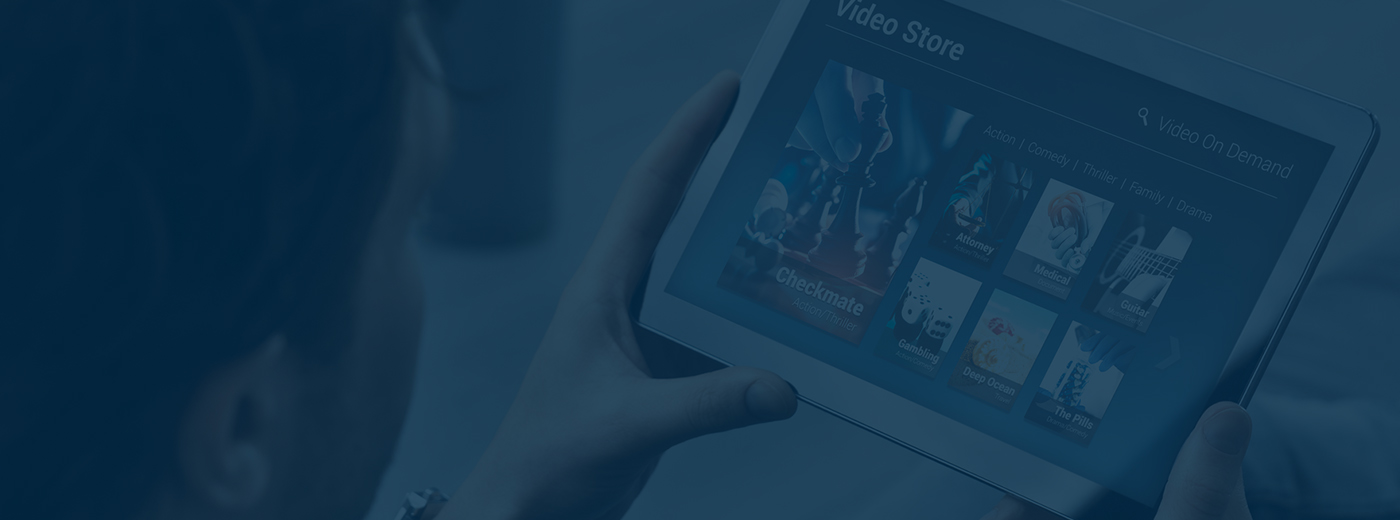 Video Store
Video On Demand
Action | Comedy | Thriller | Family | Drama
Checkmate
Action/Thriller
Attorney
Medical
Guitar
Gambling
Deep Ocean
The Pills